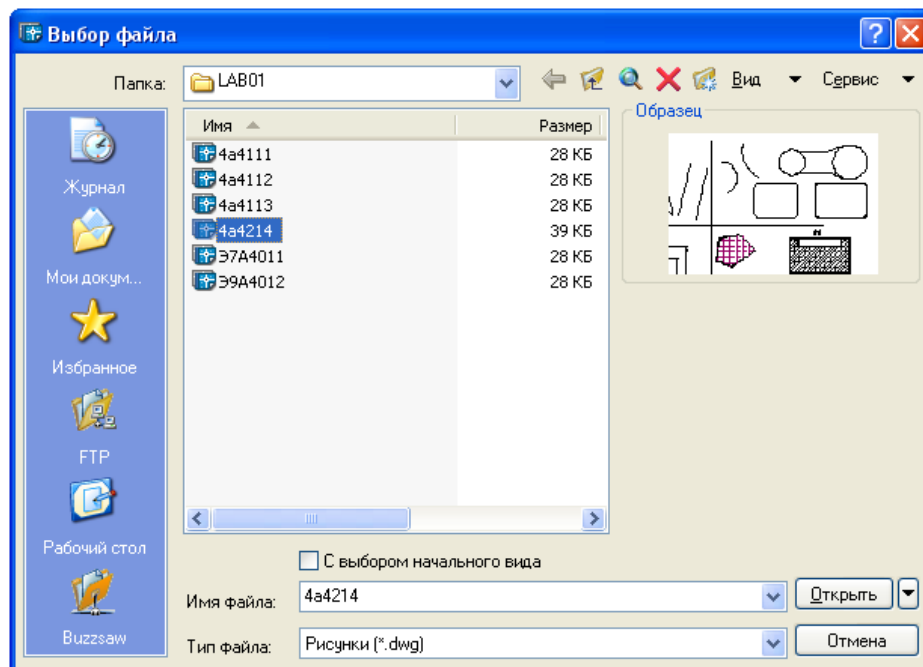 Выбор файла
Папка: LAB01 Вид Сервис
Журнал
Мои докум...
Избранное
FTP
Рабочий стол
Buzzsaw
Имя Размер
4a4111 28 КБ
4a4112 28 КБ
4a4113 28 КБ
4a4214 39 КБ
Э7А4011 28 КБ
Э9А4012 28 КБ
Образец
С выбором начального вида
Имя файла: 4a4214 Открыть
Тип файла: Рисунки (*.dwg) Отмена